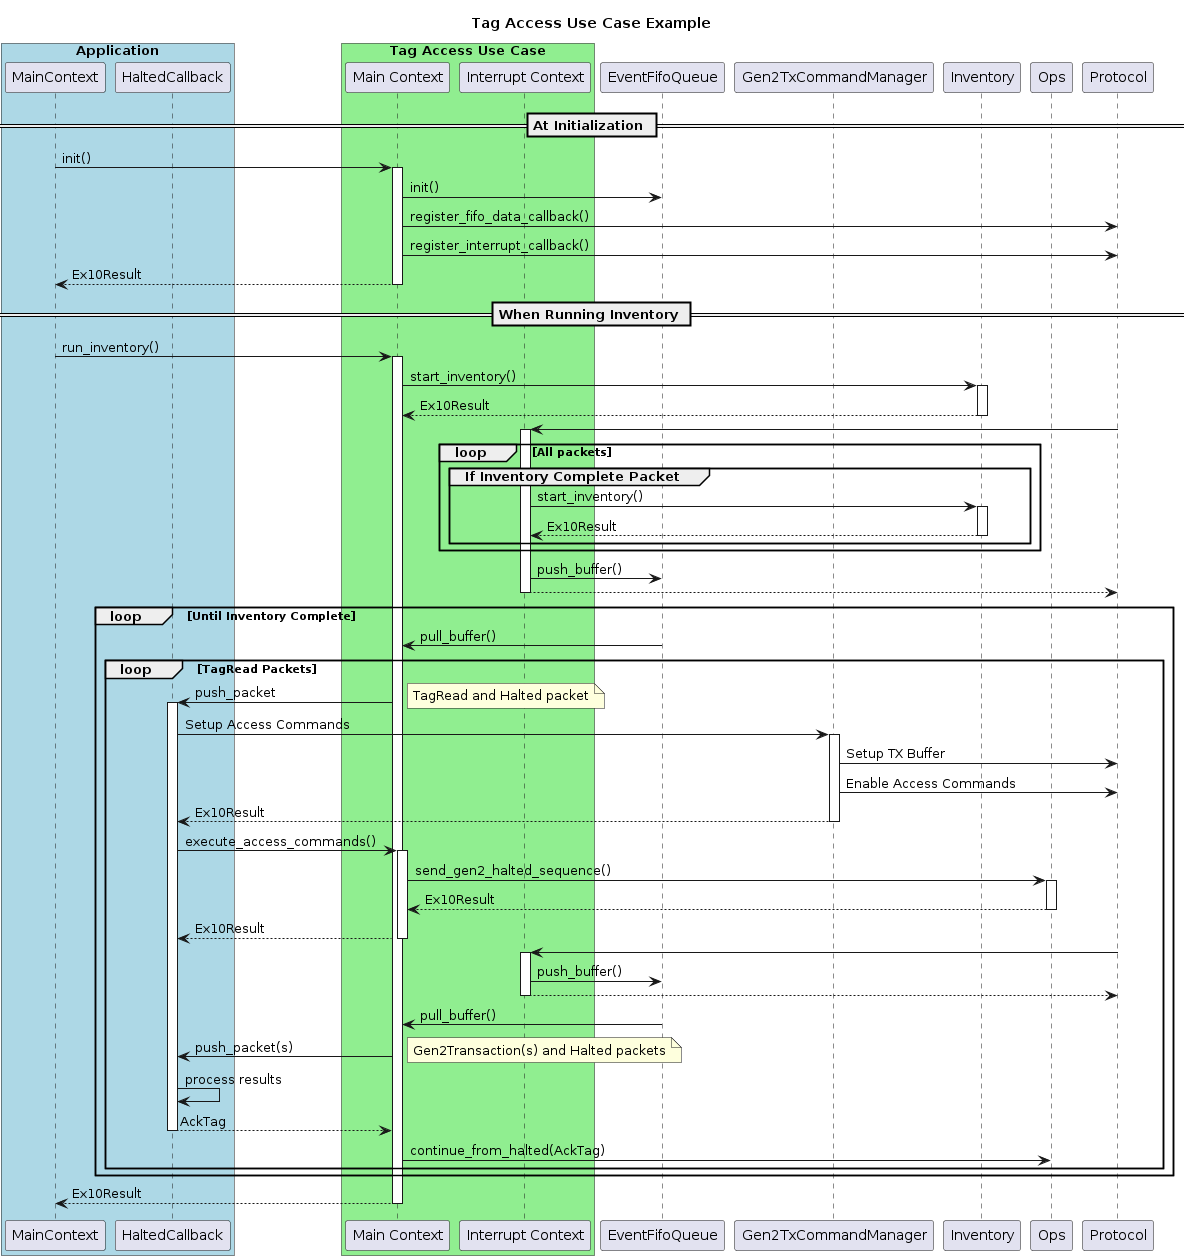 Tag Access Use Case Example
Application
Tag Access Use Case
MainContext
HaltedCallback
Main Context
Interrupt Context
EventFifoQueue
Gen2TxCommandManager
Inventory
Ops
Protocol
At Initialization
init()
init()
register_fifo_data_callback()
register_interrupt_callback()
Ex10Result
When Running Inventory
run_inventory()
start_inventory()
Ex10Result
loop [All packets]
If Inventory Complete Packet
start_inventory()
Ex10Result
push_buffer()
loop [Until Inventory Complete]
pull_buffer()
loop [TagRead Packets]
push_packet
TagRead and Halted packet
Setup Access Commands
Setup TX Buffer
Enable Access Commands
Ex10Result
execute_access_commands()
send_gen2_halted_sequence()
Ex10Result
Ex10Result
push_buffer()
pull_buffer()
push_packet(s)
Gen2Transaction(s) and Halted packets
process results
AckTag
continue_from_halted(AckTag)
Ex10Result
MainContext
HaltedCallback
Main Context
Interrupt Context
EventFifoQueue
Gen2TxCommandManager
Inventory
Ops
Protocol